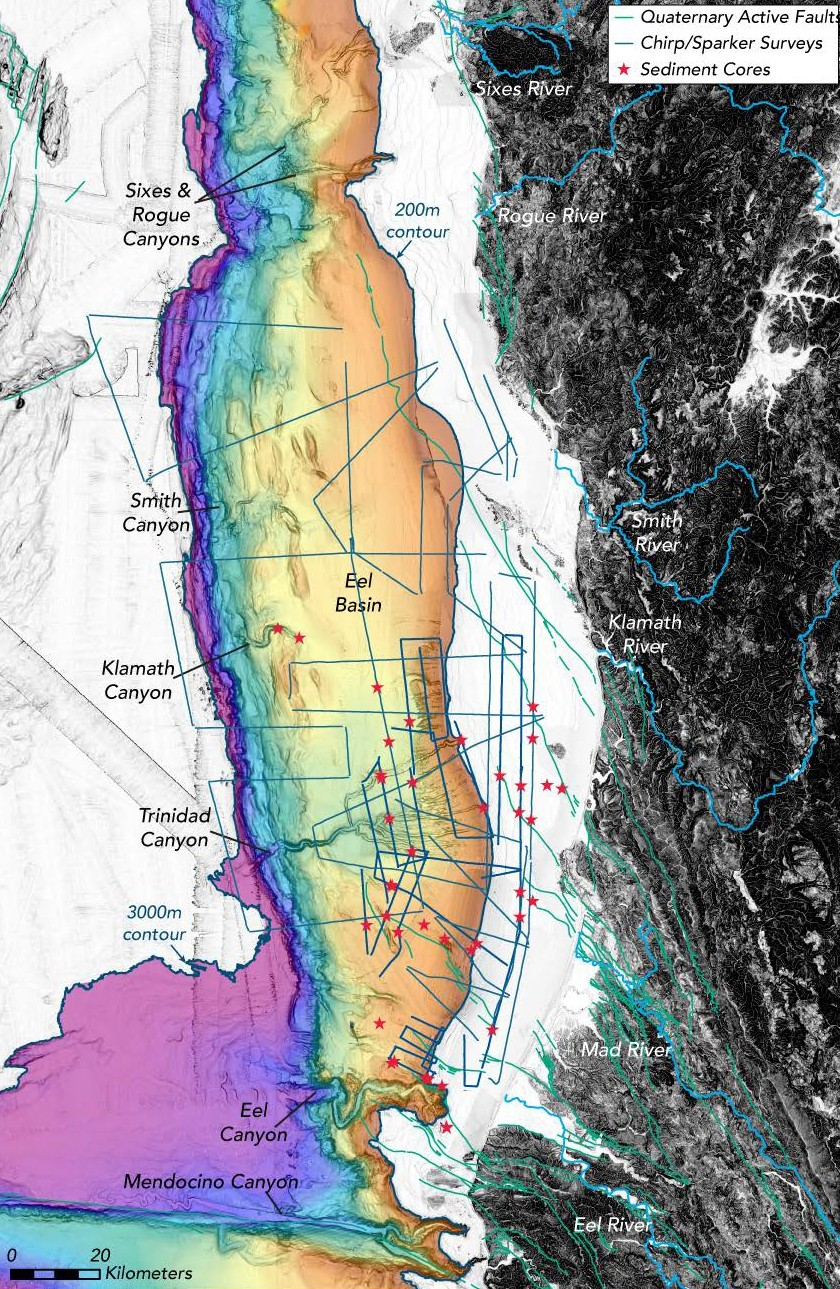 Quaternary Active Faults
Chirp/Sparker Surveys
Sediment Cores
Sixes River
Sixes &
Rogue
Canyons
200m
contour
Rogue River
Smith
Canyon
Smith
River
Eel
Basin
Klamath
River
Klamath
Canyon
Trinidad
Canyon
3000m
contour
Mad River
Eel
Canyon
Mendocino Canyon
Eel River
0 20
Kilometers